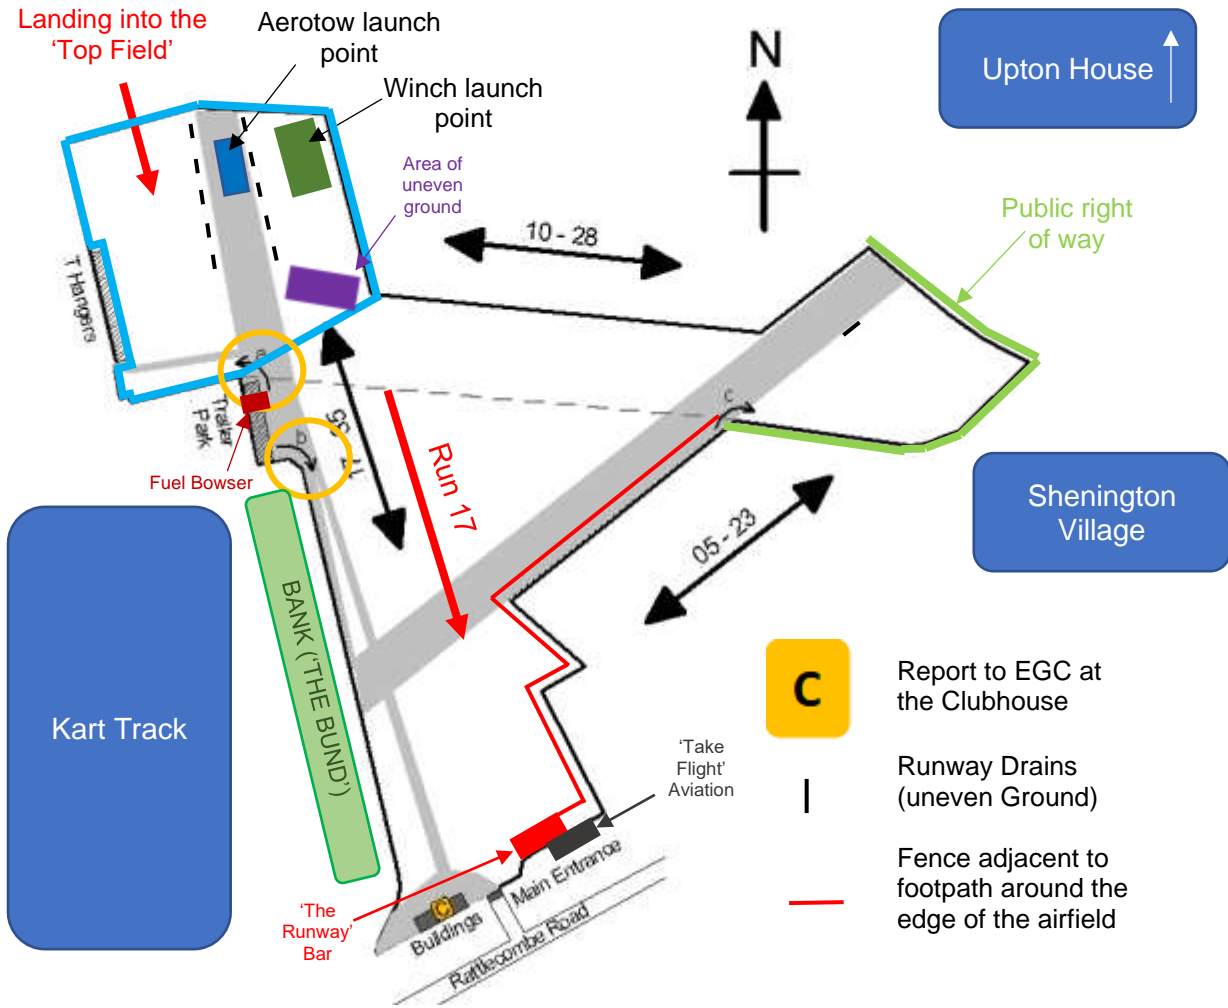 Landing into the
‘Top Field’
Aerotow launch
point
Winch launch
point
Area of
uneven
ground
N
Upton House
Public right
of way
10 - 28
T Hangers
a
c
Trailer
Park
b
17 35
Fuel Bowser
Run 17
Shenington
Village
05 - 23
BANK (‘THE BUND’)
Kart Track
C
Report to EGC at
the Clubhouse
‘Take
Flight’
Aviation
Runway Drains
(uneven Ground)
Fence adjacent to
footpath around the
edge of the airfield
Main Entrance
‘The
Runway’
Bar
C
Buildings
Rattlecombe Road